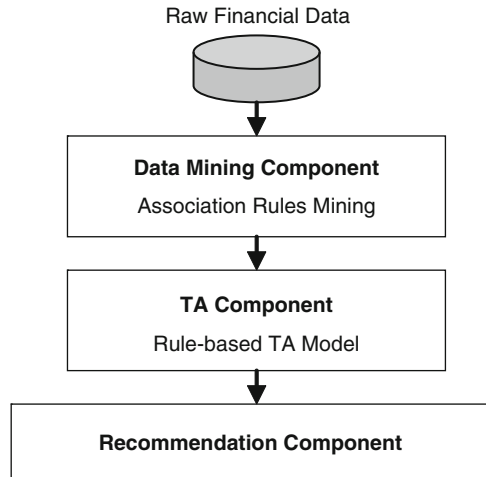 Raw Financial Data
Data Mining Component
Association Rules Mining
TA Component
Rule-based TA Model
Recommendation Component